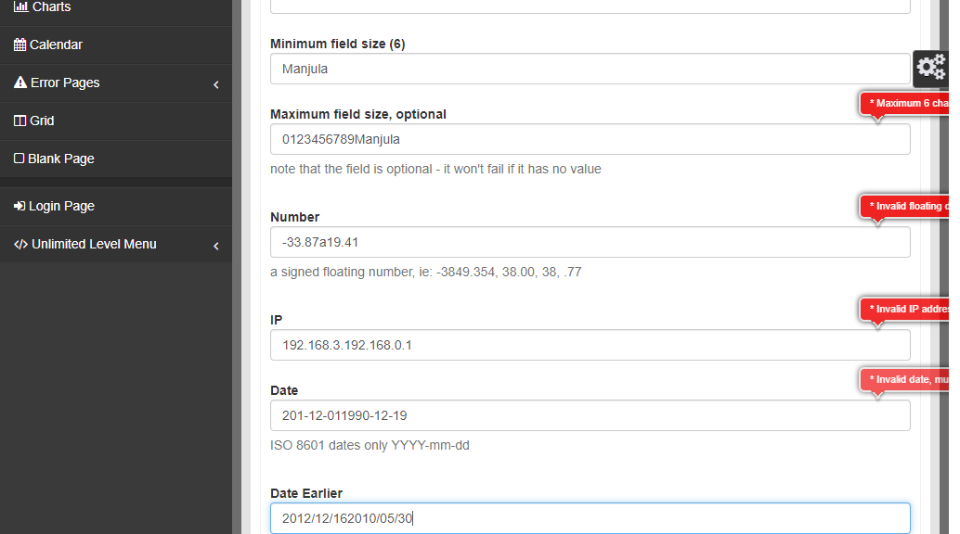 Charts
Calendar
Error Pages
Grid
Blank Page
Login Page
Unlimited Level Menu
Minimum field size (6)
Manjula
* Maximum 6 cha
Maximum field size, optional
0123456789Manjula
note that the field is optional - it won't fail if it has no value
* Invalid floating d
Number
-33.87a19.41
a signed floating number, ie: -3849.354, 38.00, 38, .77
* Invalid IP addres
IP
192.168.3.192.168.0.1
* Invalid date, mu
Date
201-12-011990-12-19
ISO 8601 dates only YYYY-mm-dd
Date Earlier
2012/12/162010/05/30